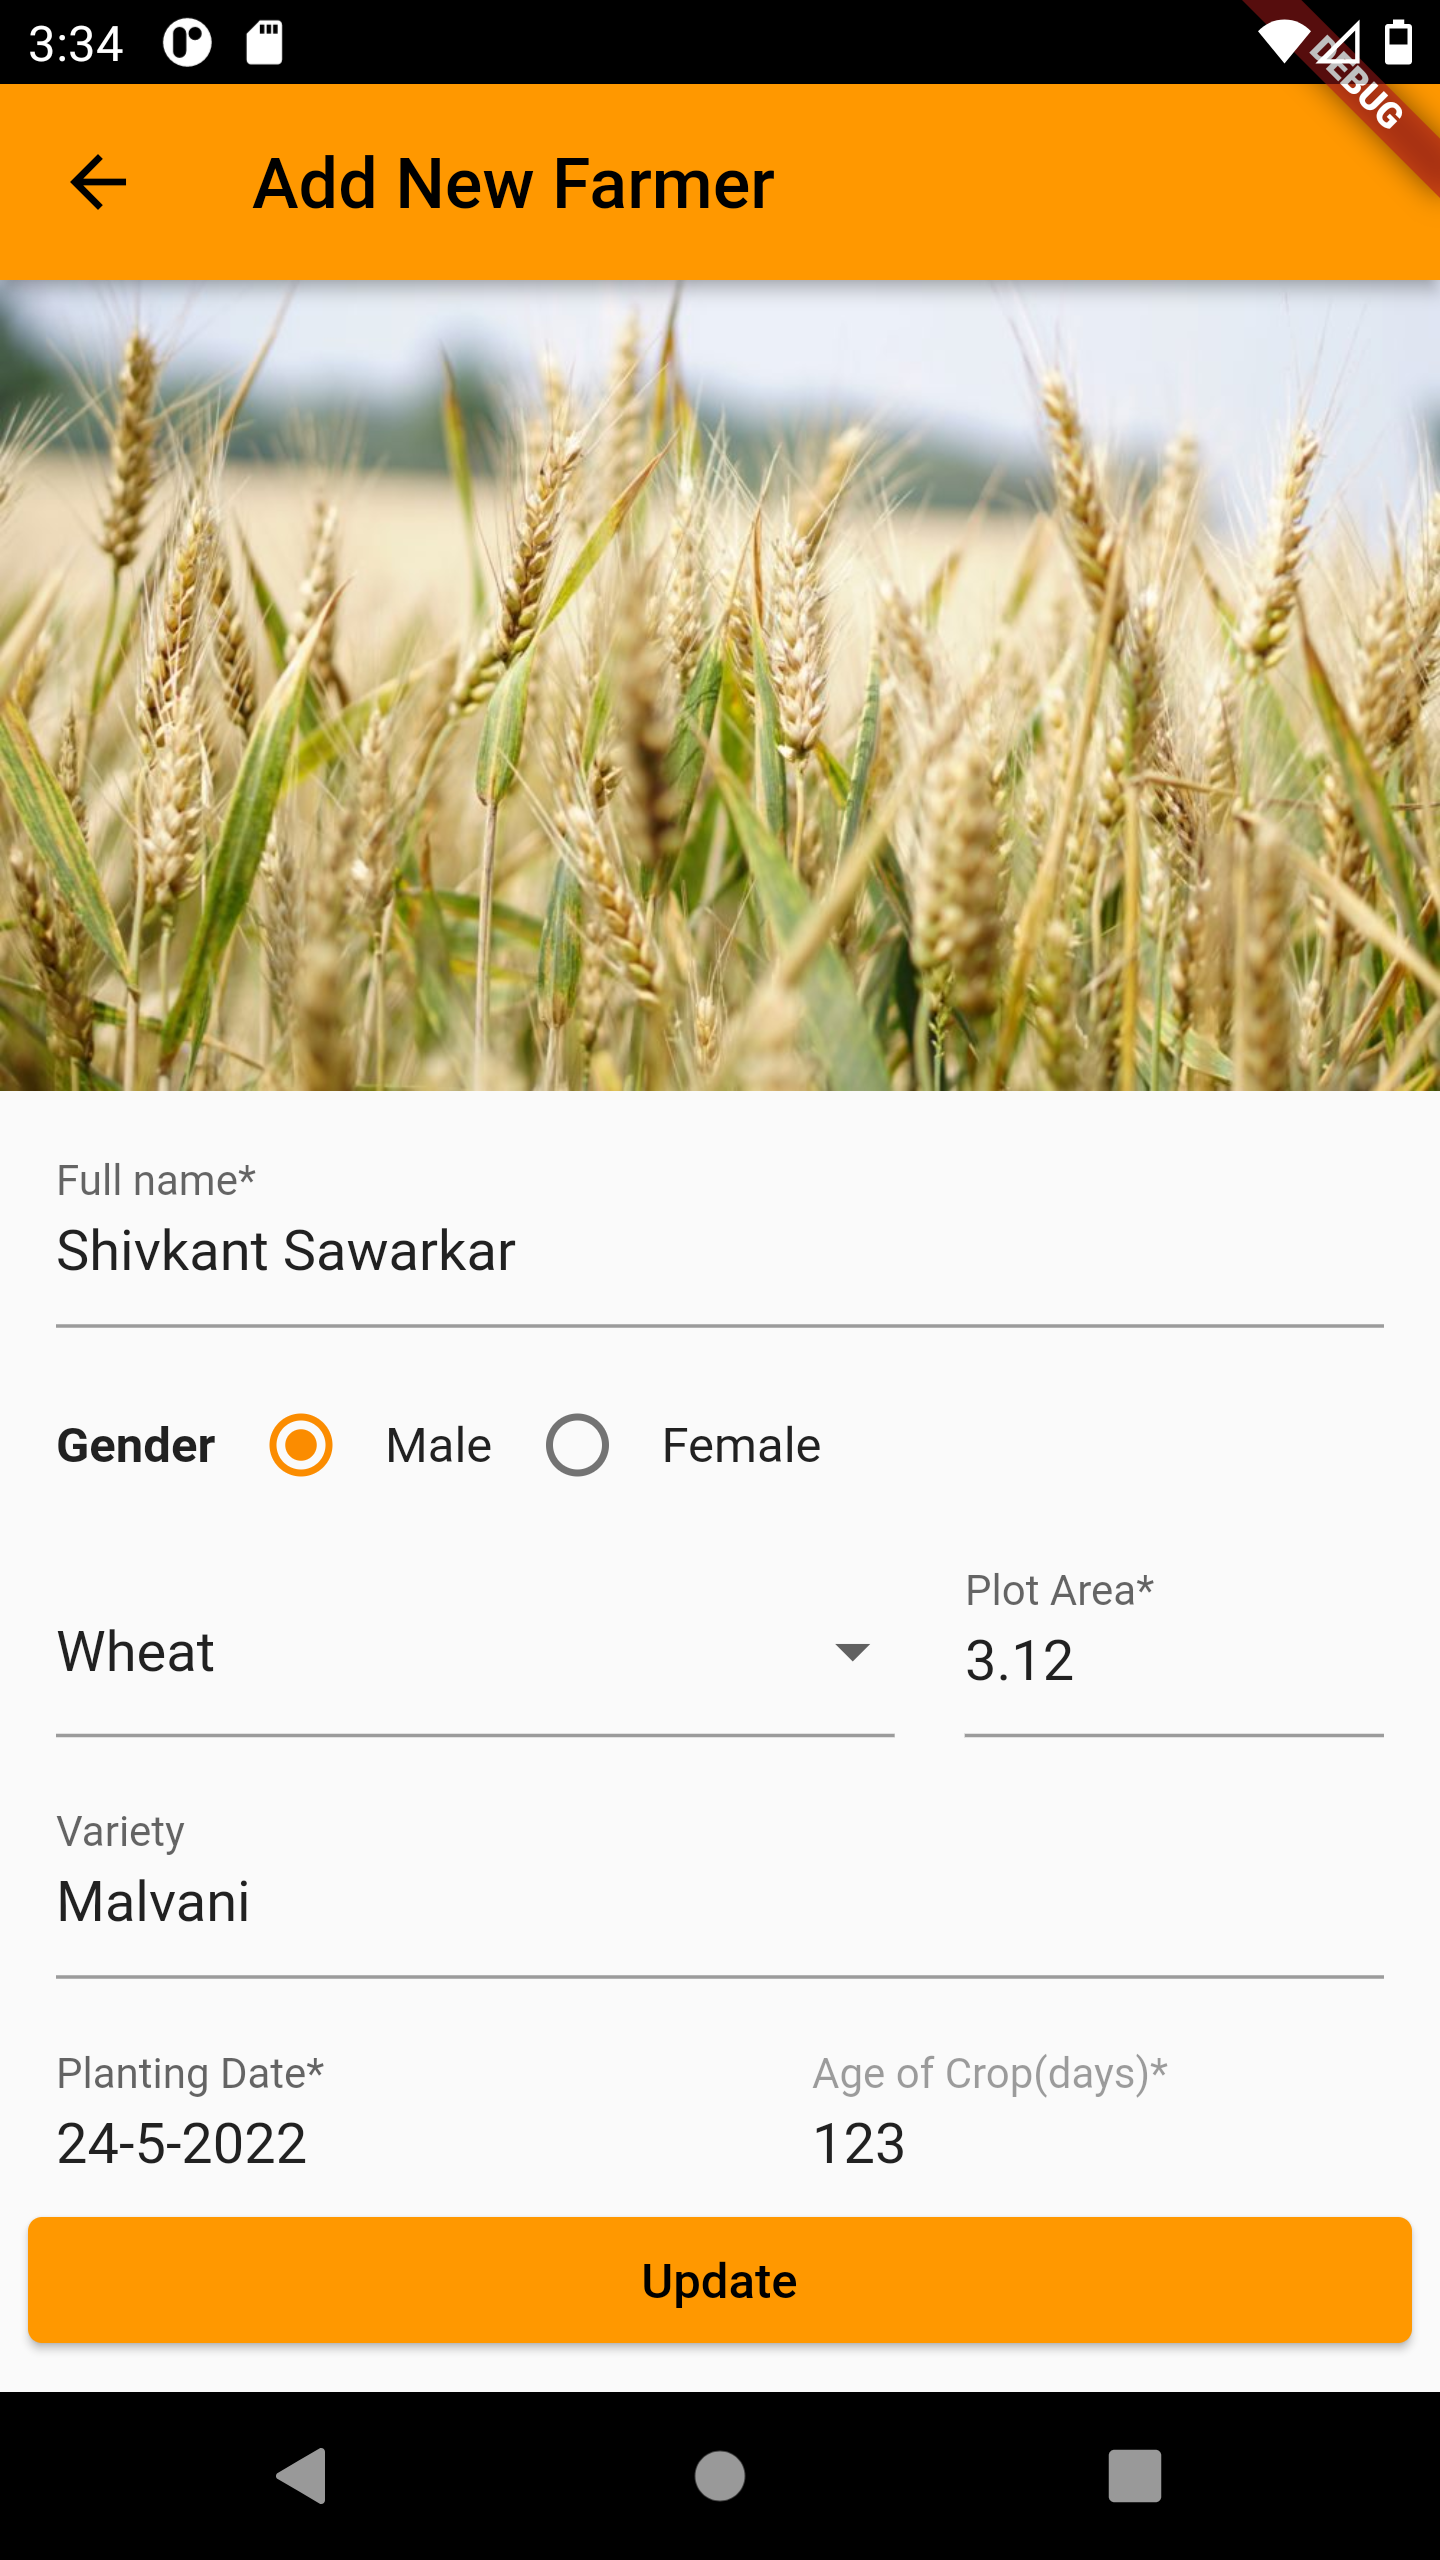 3:34
DEBUG
Add New Farmer
Full name*
Shivkant Sawarkar
Gender Male Female
Plot Area*
Wheat 3.12
Variety
Malvani
Planting Date* Age of Crop(days)*
24-5-2022 123
Update